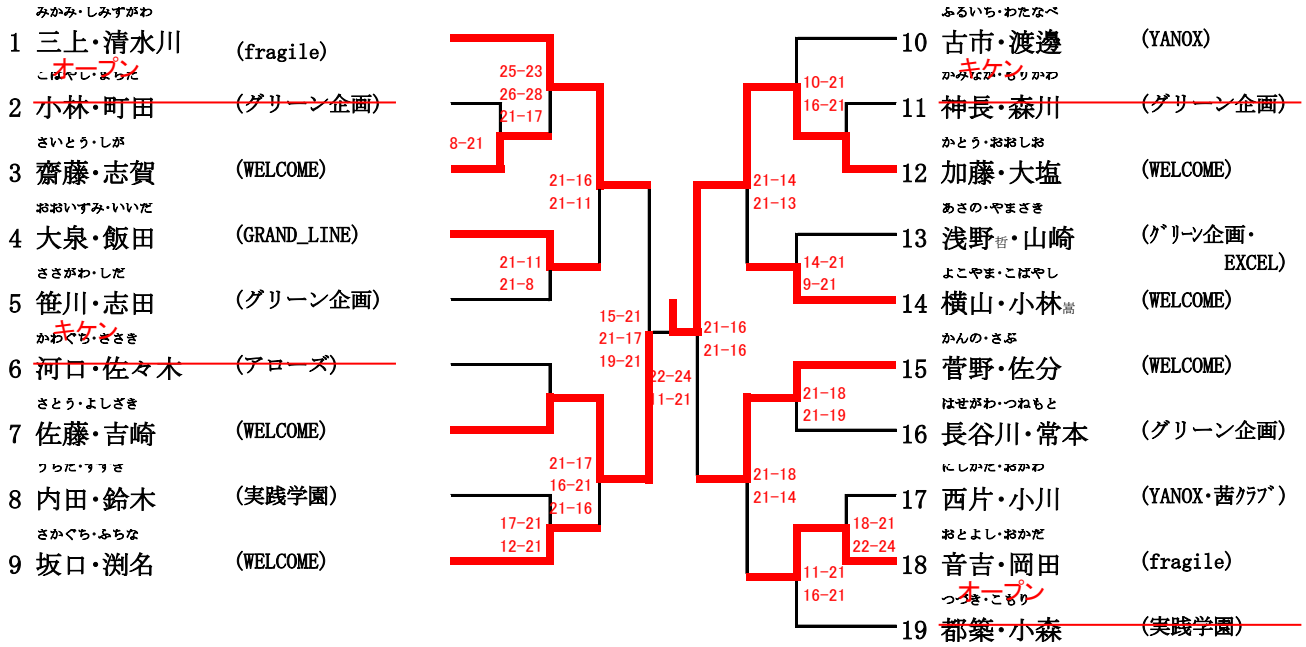 みかみ・しみずがわ
1 三上・清水川 (fragile)
オープン
こばやし・まちだ
2 小林・町田 (グリーン企画)
さいとう・しが
3 齋藤・志賀 (WELCOME)
おおいずみ・いいだ
4 大泉・飯田 (GRAND_LINE)
ささがわ・しだ
5 笹川・志田 (グリーン企画)
キケン
かわぐち・ささき
6 河口・佐々木 (アローズ)
さとう・よしざき
7 佐藤・吉崎 (WELCOME)
うちだ・すずき
8 内田・鈴木 (実践学園)
さかぐち・ふちな
9 坂口・渕名 (WELCOME)
25-23
26-28
21-17
8-21
21-16
21-11
21-11
21-8
15-21
21-17
19-21
21-17
16-21
21-16
17-21
12-21
22-24
11-21
21-16
21-16
10-21
16-21
21-14
21-13
14-21
9-21
21-18
21-19
21-18
21-14
18-21
22-24
11-21
16-21
ふるいち・わたなべ
10 古市・渡邊 (YANOX)
キケン
かみなが・もりかわ
11 神長・森川 (グリーン企画)
かとう・おおしお
12 加藤・大塩 (WELCOME)
あさの・やまさき
13 浅野哲・山崎 (グリーン企画・
EXCEL)
よこやま・こばやし
14 横山・小林嵩 (WELCOME)
かんの・さぶ
15 菅野・佐分 (WELCOME)
はせがわ・つねもと
16 長谷川・常本 (グリーン企画)
にしかた・おがわ
17 西片・小川 (YANOX・茜クラブ)
おとよし・おかだ
18 音吉・岡田 (fragile)
オープン
つづき・こもり
19 都築・小森 (実践学園)